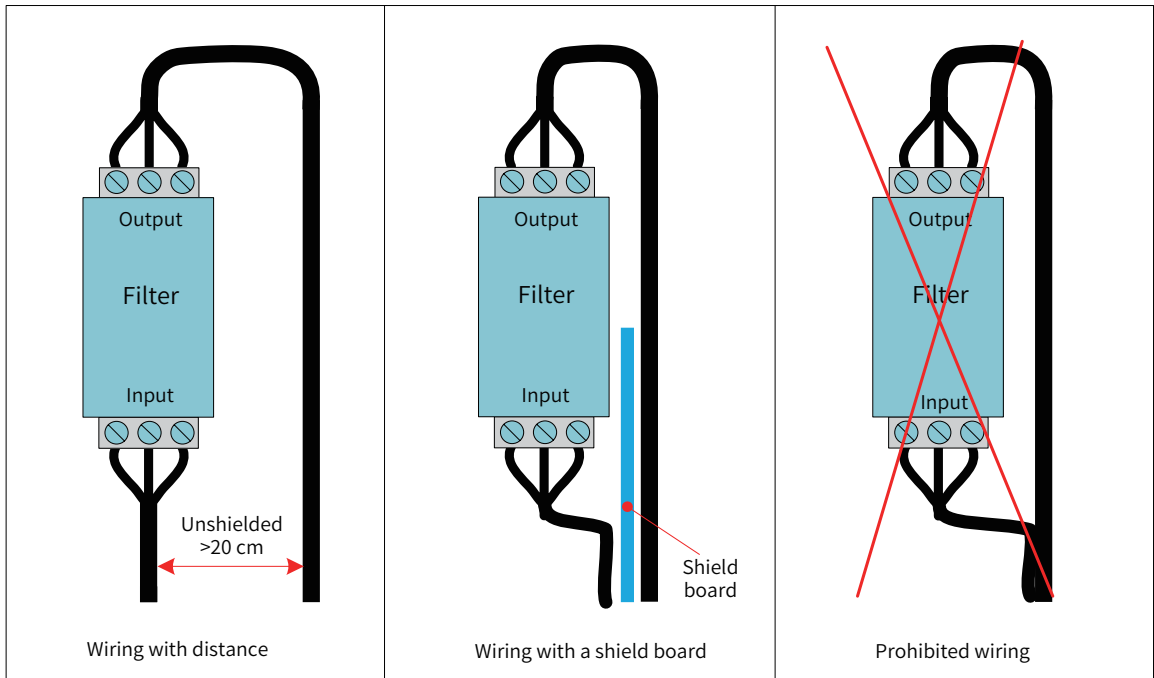 Output
Filter
Input
Unshielded
>20 cm
Wiring with distance
Output
Filter
Input
Shield
board
Wiring with a shield board
Output
Filter
Input
Prohibited wiring